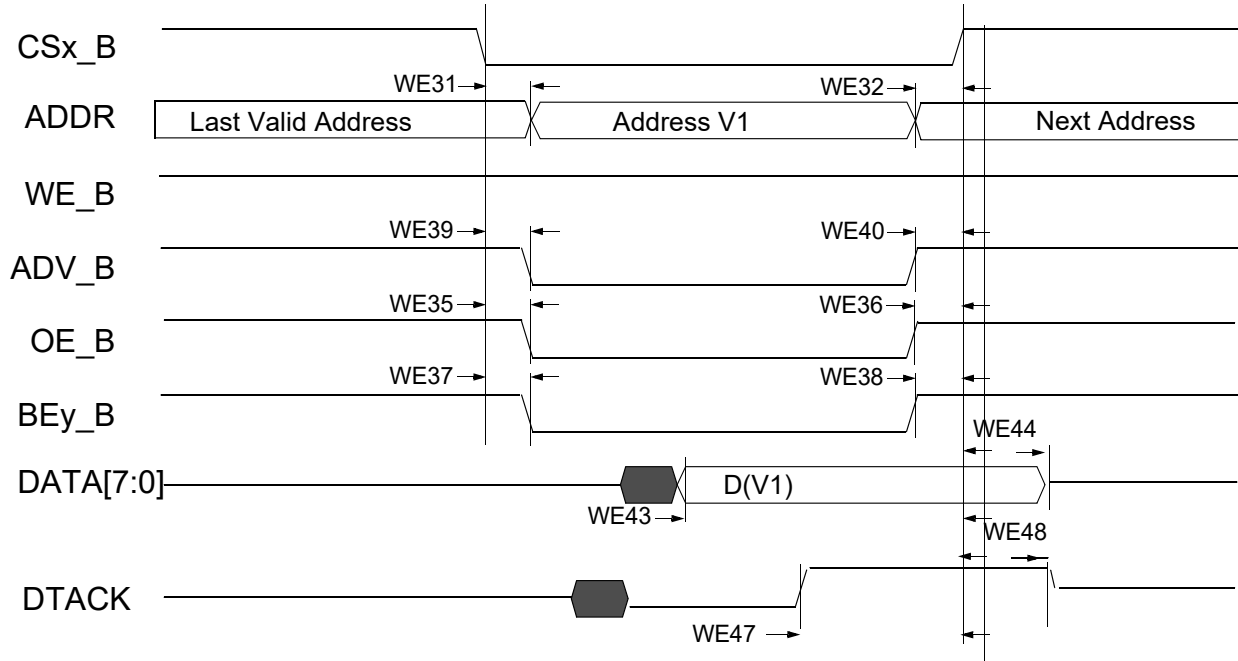 CSx_B
WE31
WE32
ADDR
Last Valid Address
Address V1
Next Address
WE_B
WE39
WE40
ADV_B
WE35
WE36
OE_B
WE37
WE38
BEy_B
WE44
DATA[7:0]
D(V1)
WE43
WE48
DTACK
WE47